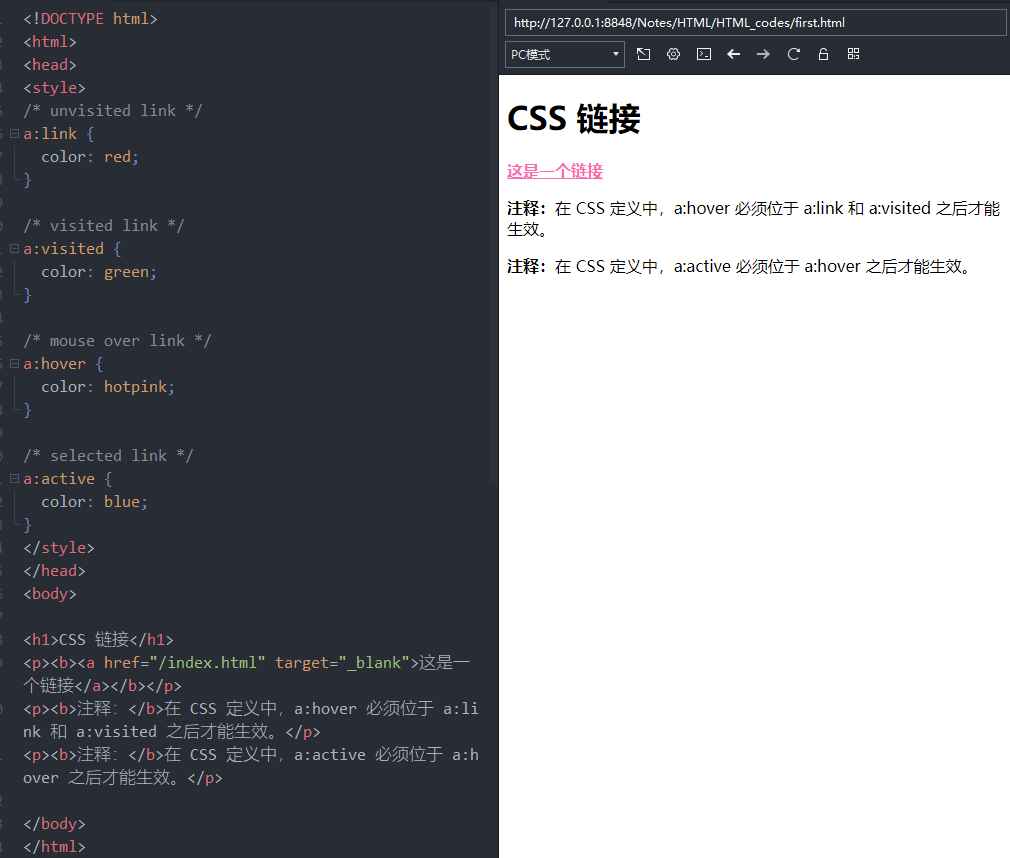 <!DOCTYPE html>
<html>
<head>
<style>
/* unvisited link */
a:link {
  color: red;
}

/* visited link */
a:visited {
  color: green;
}

/* mouse over link */
a:hover {
  color: hotpink;
}

/* selected link */
a:active {
  color: blue;
}
</style>
</head>
<body>

<h1>CSS 链接</h1>
<p><b><a href="/index.html" target="_blank">这是一
个链接</a></b></p>
<p><b>注释：</b>在 CSS 定义中，a:hover 必须位于 a:li
nk 和 a:visited 之后才能生效。</p>
<p><b>注释：</b>在 CSS 定义中，a:active 必须位于 a:h
over 之后才能生效。</p>

</body>
</html>
http://127.0.0.1:8848/Notes/HTML/HTML_codes/first.html
PC模式
CSS 链接
这是一个链接
注释：在 CSS 定义中，a:hover 必须位于 a:link 和 a:visited 之后才能
生效。
注释：在 CSS 定义中，a:active 必须位于 a:hover 之后才能生效。